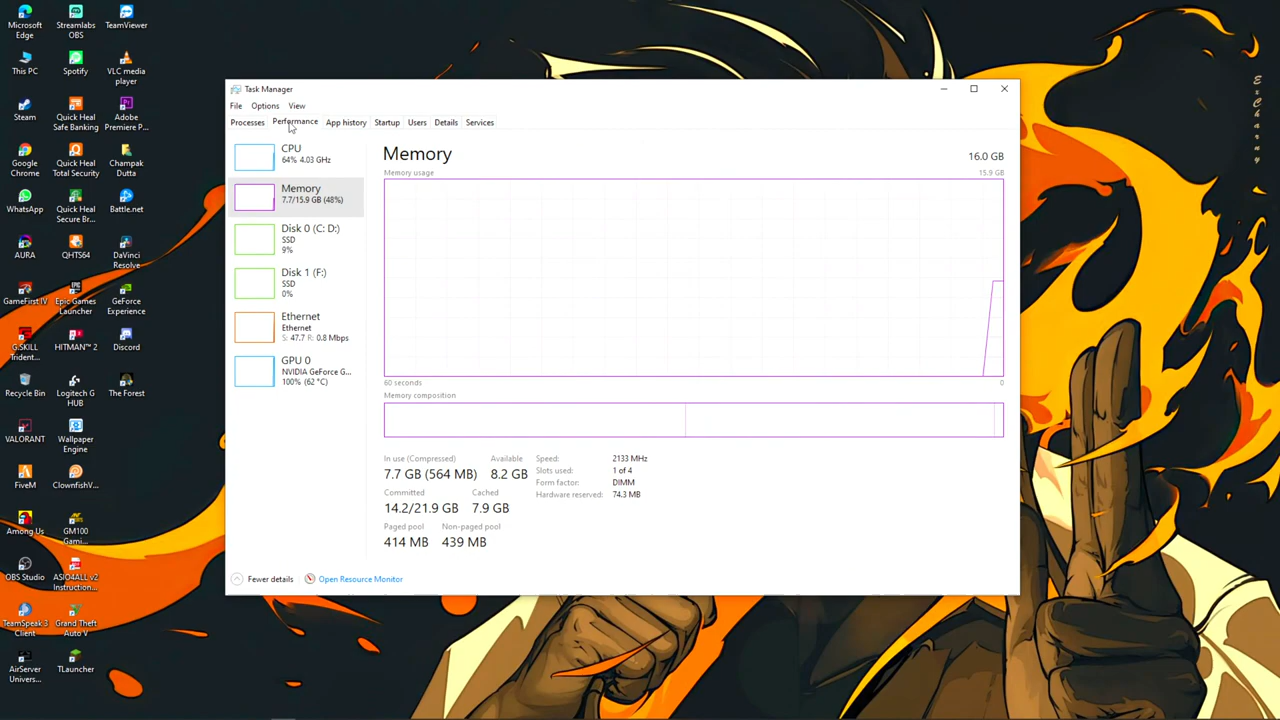 Microsoft
Edge
Streamlabs
OBS
TeamViewer
This PC
Spotify
VLC media
player
Steam
Quick Heal
Safe Banking
Adobe
Premiere P...
Google
Chrome
Quick Heal
Total Security
Champak
Dutta
WhatsApp
Quick Heal
Secure Br...
Battle.net
AURA
QHTS64
DaVinci
Resolve
GameFirst IV
Epic Games
Launcher
GeForce
Experience
G.SKILL
Trident...
HITMAN™ 2
Discord
Recycle Bin
Logitech G
HUB
The Forest
VALORANT
Wallpaper
Engine
FiveM
ClownfishV...
Among Us
GM100
Gami...
OBS Studio
ASIO4ALL v2
Instruction...
TeamSpeak 3
Client
Grand Theft
Auto V
AirServer
Univers...
TLauncher
Task Manager
File Options View
Processes Performance App history Startup Users Details Services
CPU
64% 4.03 GHz
Memory
7.7/15.9 GB (48%)
Disk 0 (C: D:)
SSD
9%
Disk 1 (F:)
SSD
0%
Ethernet
Ethernet
S: 47.7 R: 0.8 Mbps
GPU 0
NVIDIA GeForce G...
100% (62 °C)
Memory 16.0 GB
Memory usage 15.9 GB
60 seconds 0
Memory composition
In use (Compressed) Available
7.7 GB (564 MB) 8.2 GB
Committed Cached
14.2/21.9 GB 7.9 GB
Paged pool Non-paged pool
414 MB 439 MB
Speed: 2133 MHz
Slots used: 1 of 4
Form factor: DIMM
Hardware reserved: 74.3 MB
Fewer details Open Resource Monitor
ExCharny